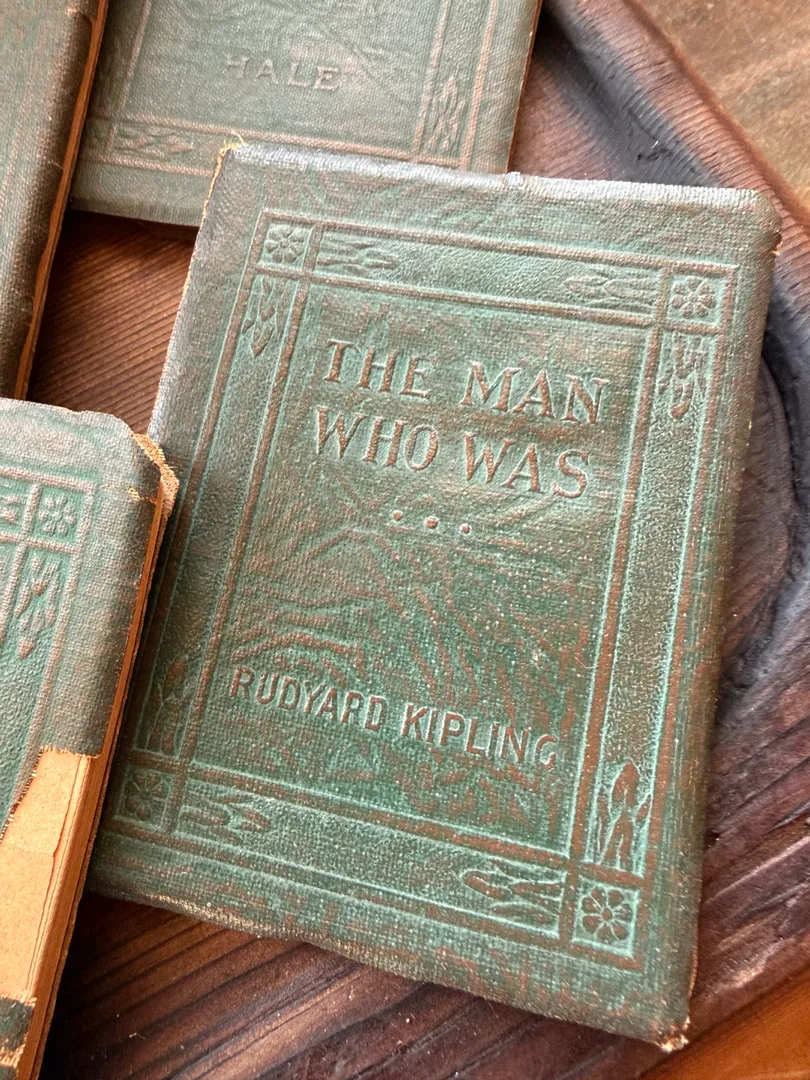 HALE
THE MAN
WHO WAS
...
RUDYARD KIPLING